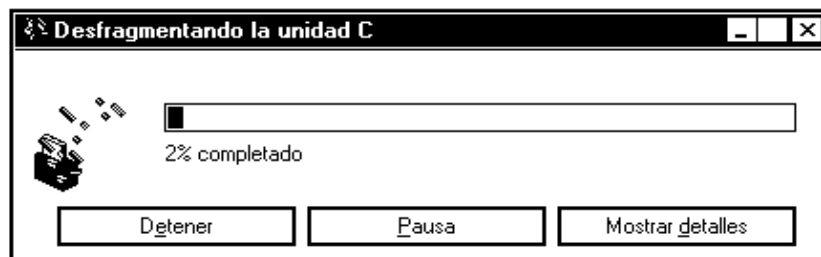 Desfragmentando la unidad C
2% completado
Detener
Pausa
Mostrar detalles